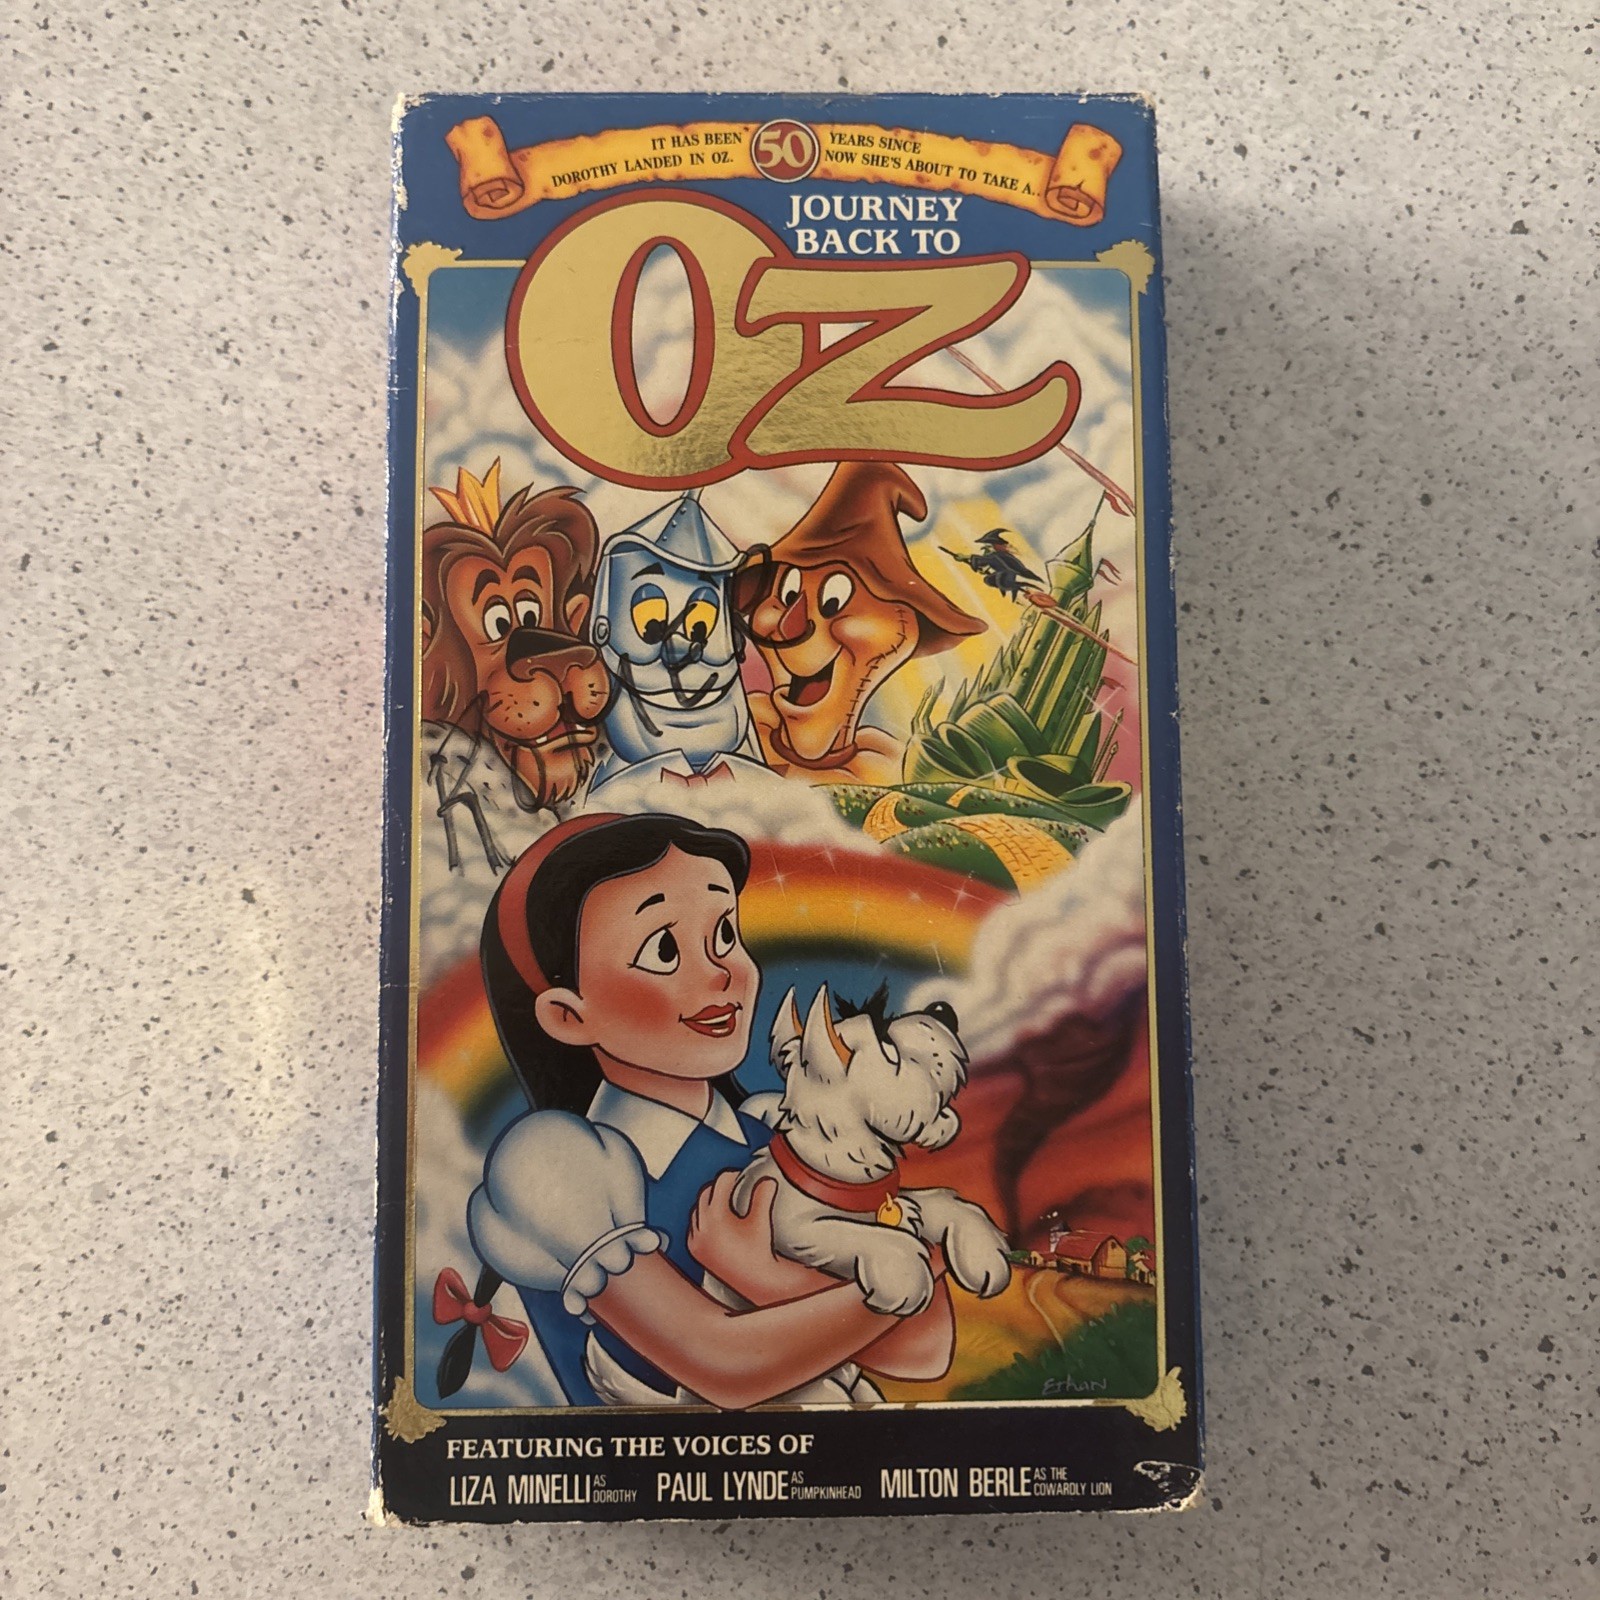 IT HAS BEEN 50 YEARS SINCE
DOROTHY LANDED IN OZ. NOW SHE'S ABOUT TO TAKE A..
JOURNEY
BACK TO
OZ
Eshan
FEATURING THE VOICES OF
LIZA MINELLI AS DOROTHY PAUL LYNDE AS PUMPKINHEAD MILTON BERLE AS THE COWARDLY LION